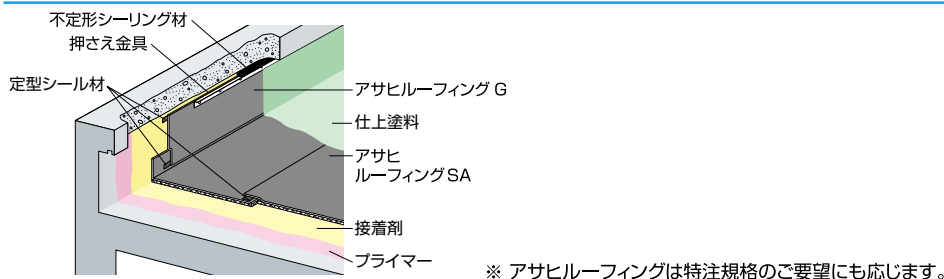 不定形シーリング材
押さえ金具
定型シール材
アサヒルーフィング G
仕上塗料
アサヒ
ルーフィングSA
接着剤
プライマー
※ アサヒルーフィングは特注規格のご要望にも応じます。